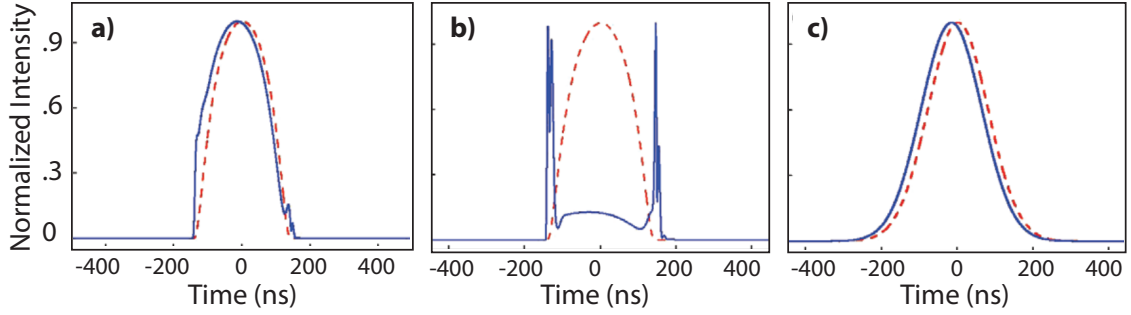 a)
b)
c)
Normalized Intensity
.9
.6
.3
0
-400 -200 0 200 400
-400 -200 0 200 400
-400 -200 0 200 400
Time (ns)
Time (ns)
Time (ns)